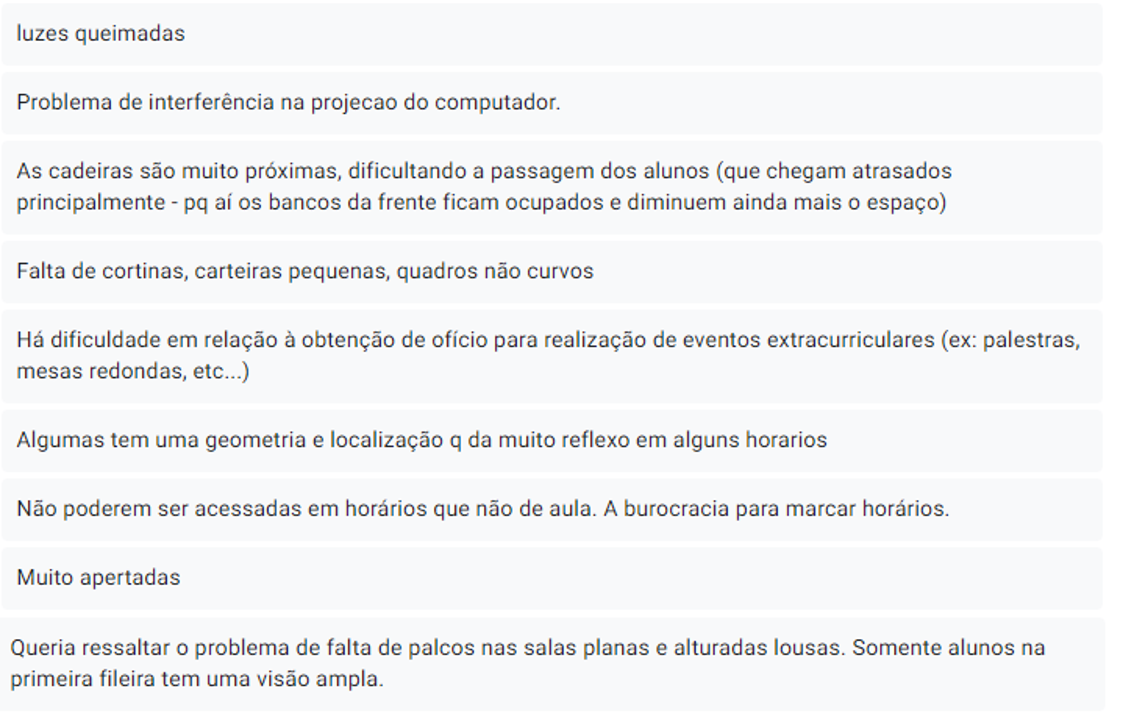 luzes queimadas
Problema de interferência na projecao do computador.
As cadeiras são muito próximas, dificultando a passagem dos alunos (que chegam atrasados
principalmente - pq aí os bancos da frente ficam ocupados e diminuem ainda mais o espaço)
Falta de cortinas, carteiras pequenas, quadros não curvos
Há dificuldade em relação à obtenção de ofício para realização de eventos extracurriculares (ex: palestras,
mesas redondas, etc...)
Algumas tem uma geometria e localização q da muito reflexo em alguns horarios
Não poderem ser acessadas em horários que não de aula. A burocracia para marcar horários.
Muito apertadas
Queria ressaltar o problema de falta de palcos nas salas planas e alturadas lousas. Somente alunos na
primeira fileira tem uma visão ampla.